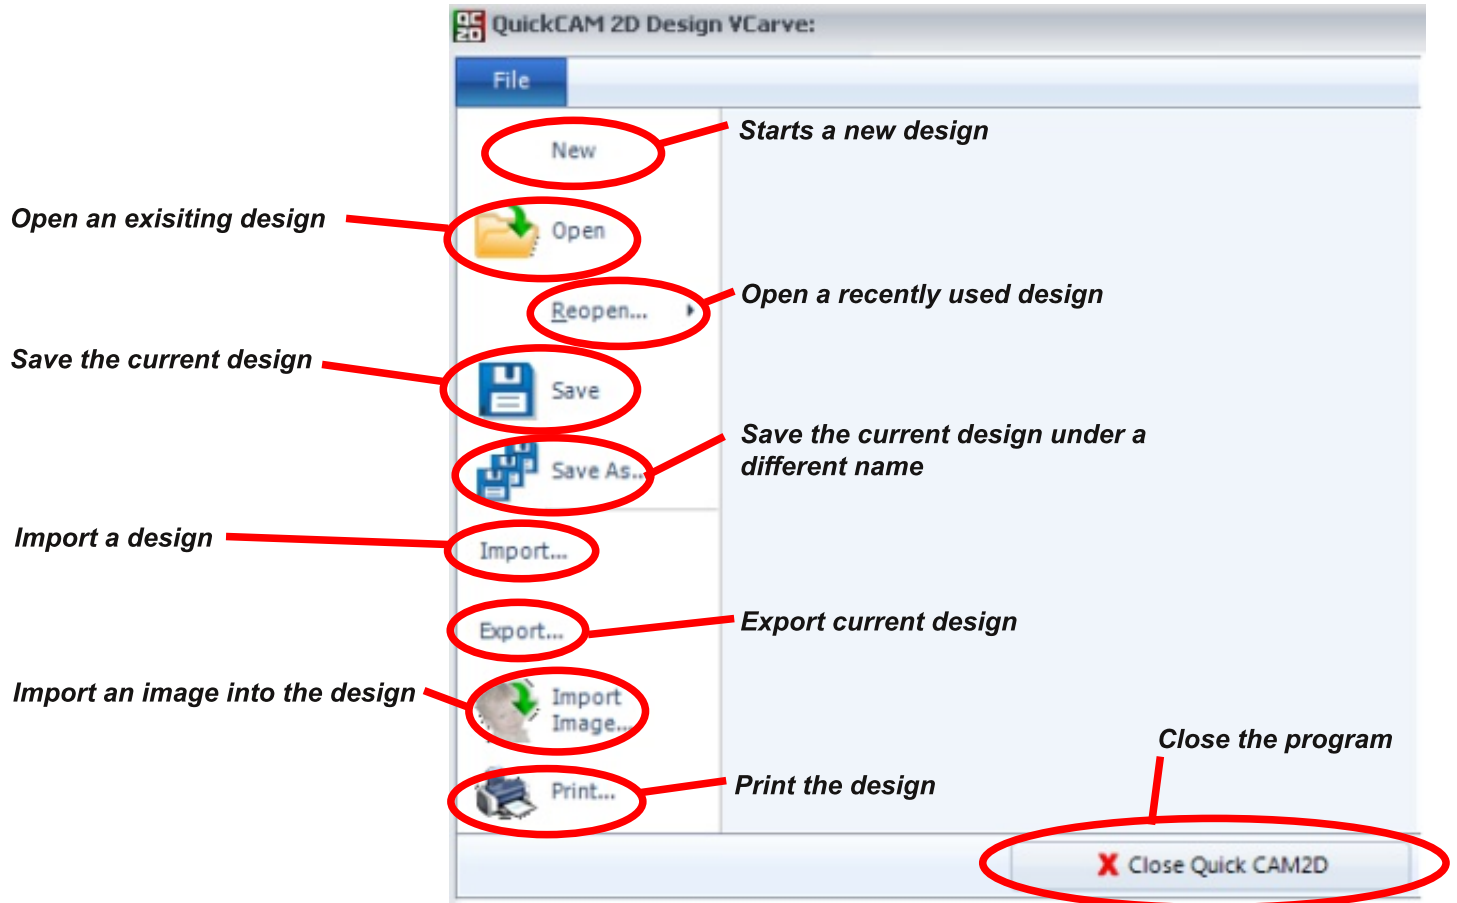 QC
2D
QuickCAM 2D Design VCarve:
File
New
Starts a new design
Open an exisiting design
Open
Reopen...
Open a recently used design
Save the current design
Save
Save the current design under a
different name
Save As...
Import a design
Import...
Export...
Export current design
Import an image into the design
Import
Image...
Print...
Print the design
Close the program
X Close Quick CAM2D